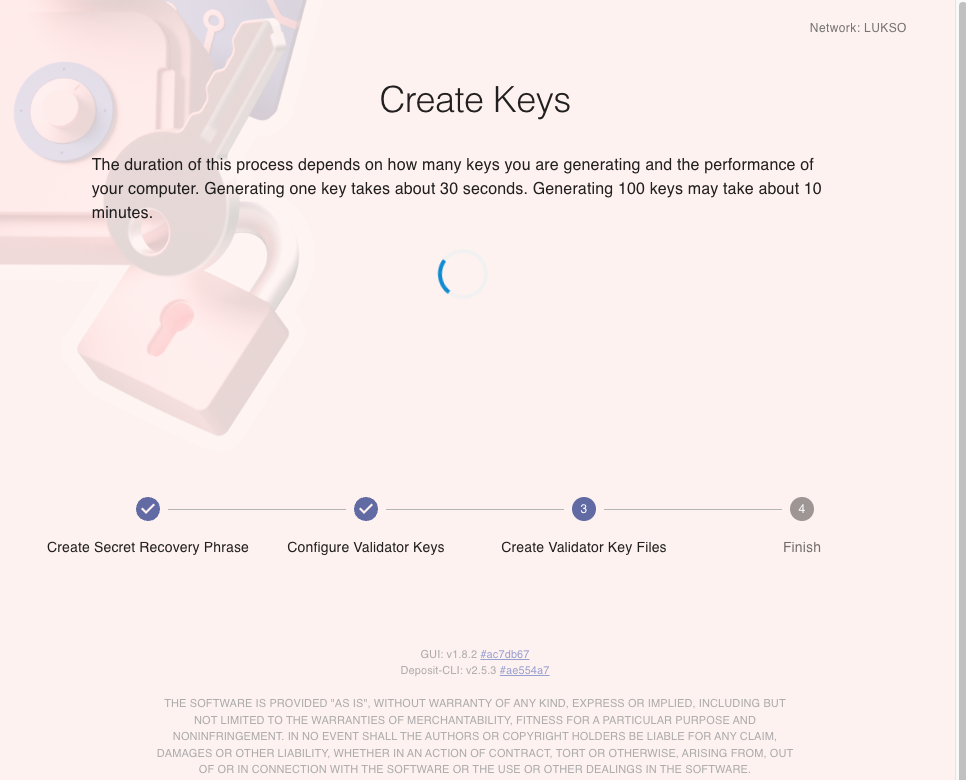 Network: LUKSO
Create Keys
The duration of this process depends on how many keys you are generating and the performance of
your computer. Generating one key takes about 30 seconds. Generating 100 keys may take about 10
minutes.
3
4
Create Secret Recovery Phrase
Configure Validator Keys
Create Validator Key Files
Finish
GUI: v1.8.2 #ac7db67
Deposit-CLI: v2.5.3 #ae554a7
THE SOFTWARE IS PROVIDED "AS IS", WITHOUT WARRANTY OF ANY KIND, EXPRESS OR IMPLIED, INCLUDING BUT
NOT LIMITED TO THE WARRANTIES OF MERCHANTABILITY, FITNESS FOR A PARTICULAR PURPOSE AND
NONINFRINGEMENT. IN NO EVENT SHALL THE AUTHORS OR COPYRIGHT HOLDERS BE LIABLE FOR ANY CLAIM,
DAMAGES OR OTHER LIABILITY, WHETHER IN AN ACTION OF CONTRACT, TORT OR OTHERWISE, ARISING FROM, OUT
OF OR IN CONNECTION WITH THE SOFTWARE OR THE USE OR OTHER DEALINGS IN THE SOFTWARE.